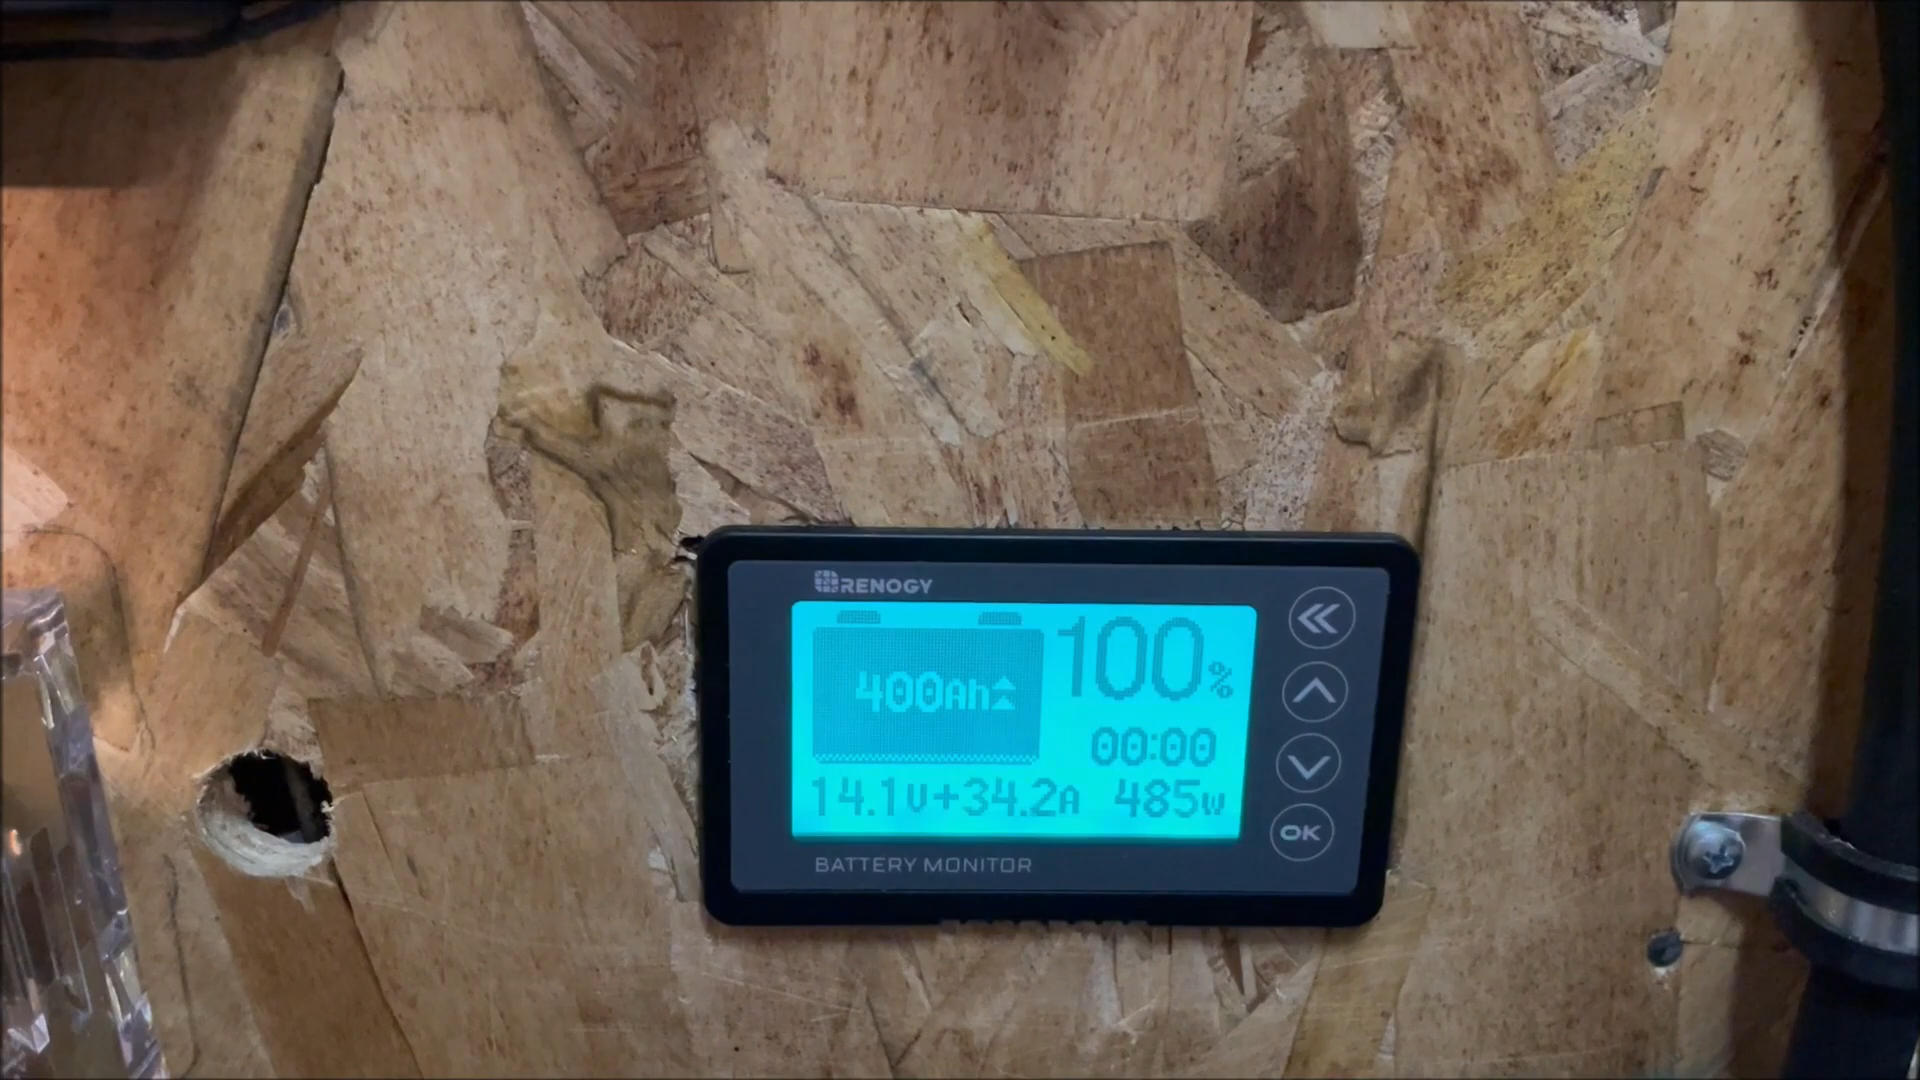 RENOGY
400Ah
100%
00:00
14.1V+34.2A 485W
OK
BATTERY MONITOR